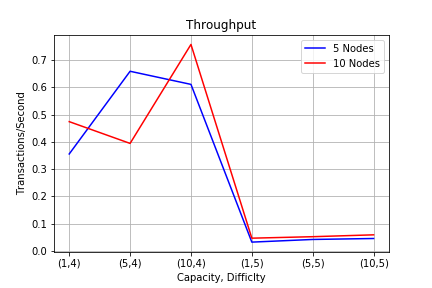 Throughput
5 Nodes
10 Nodes
Transactions/Second
0.7
0.6
0.5
0.4
0.3
0.2
0.1
0.0
(1,4) (5,4) (10,4) (1,5) (5,5) (10,5)
Capacity, Difficlty